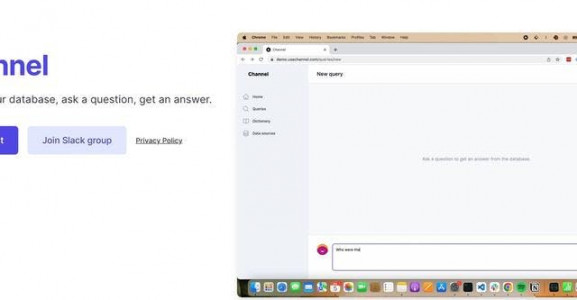 nnel
ur database, ask a question, get an answer.
t
Join Slack group
Privacy Policy
Chrome File Edit View History Bookmarks Profiles Tab Window Help
Channel
demo.usechannel.com/queries/new
Channel
New query
Home
Queries
Dictionary
Data sources
Ask a question to get an answer from the database.
Who were the